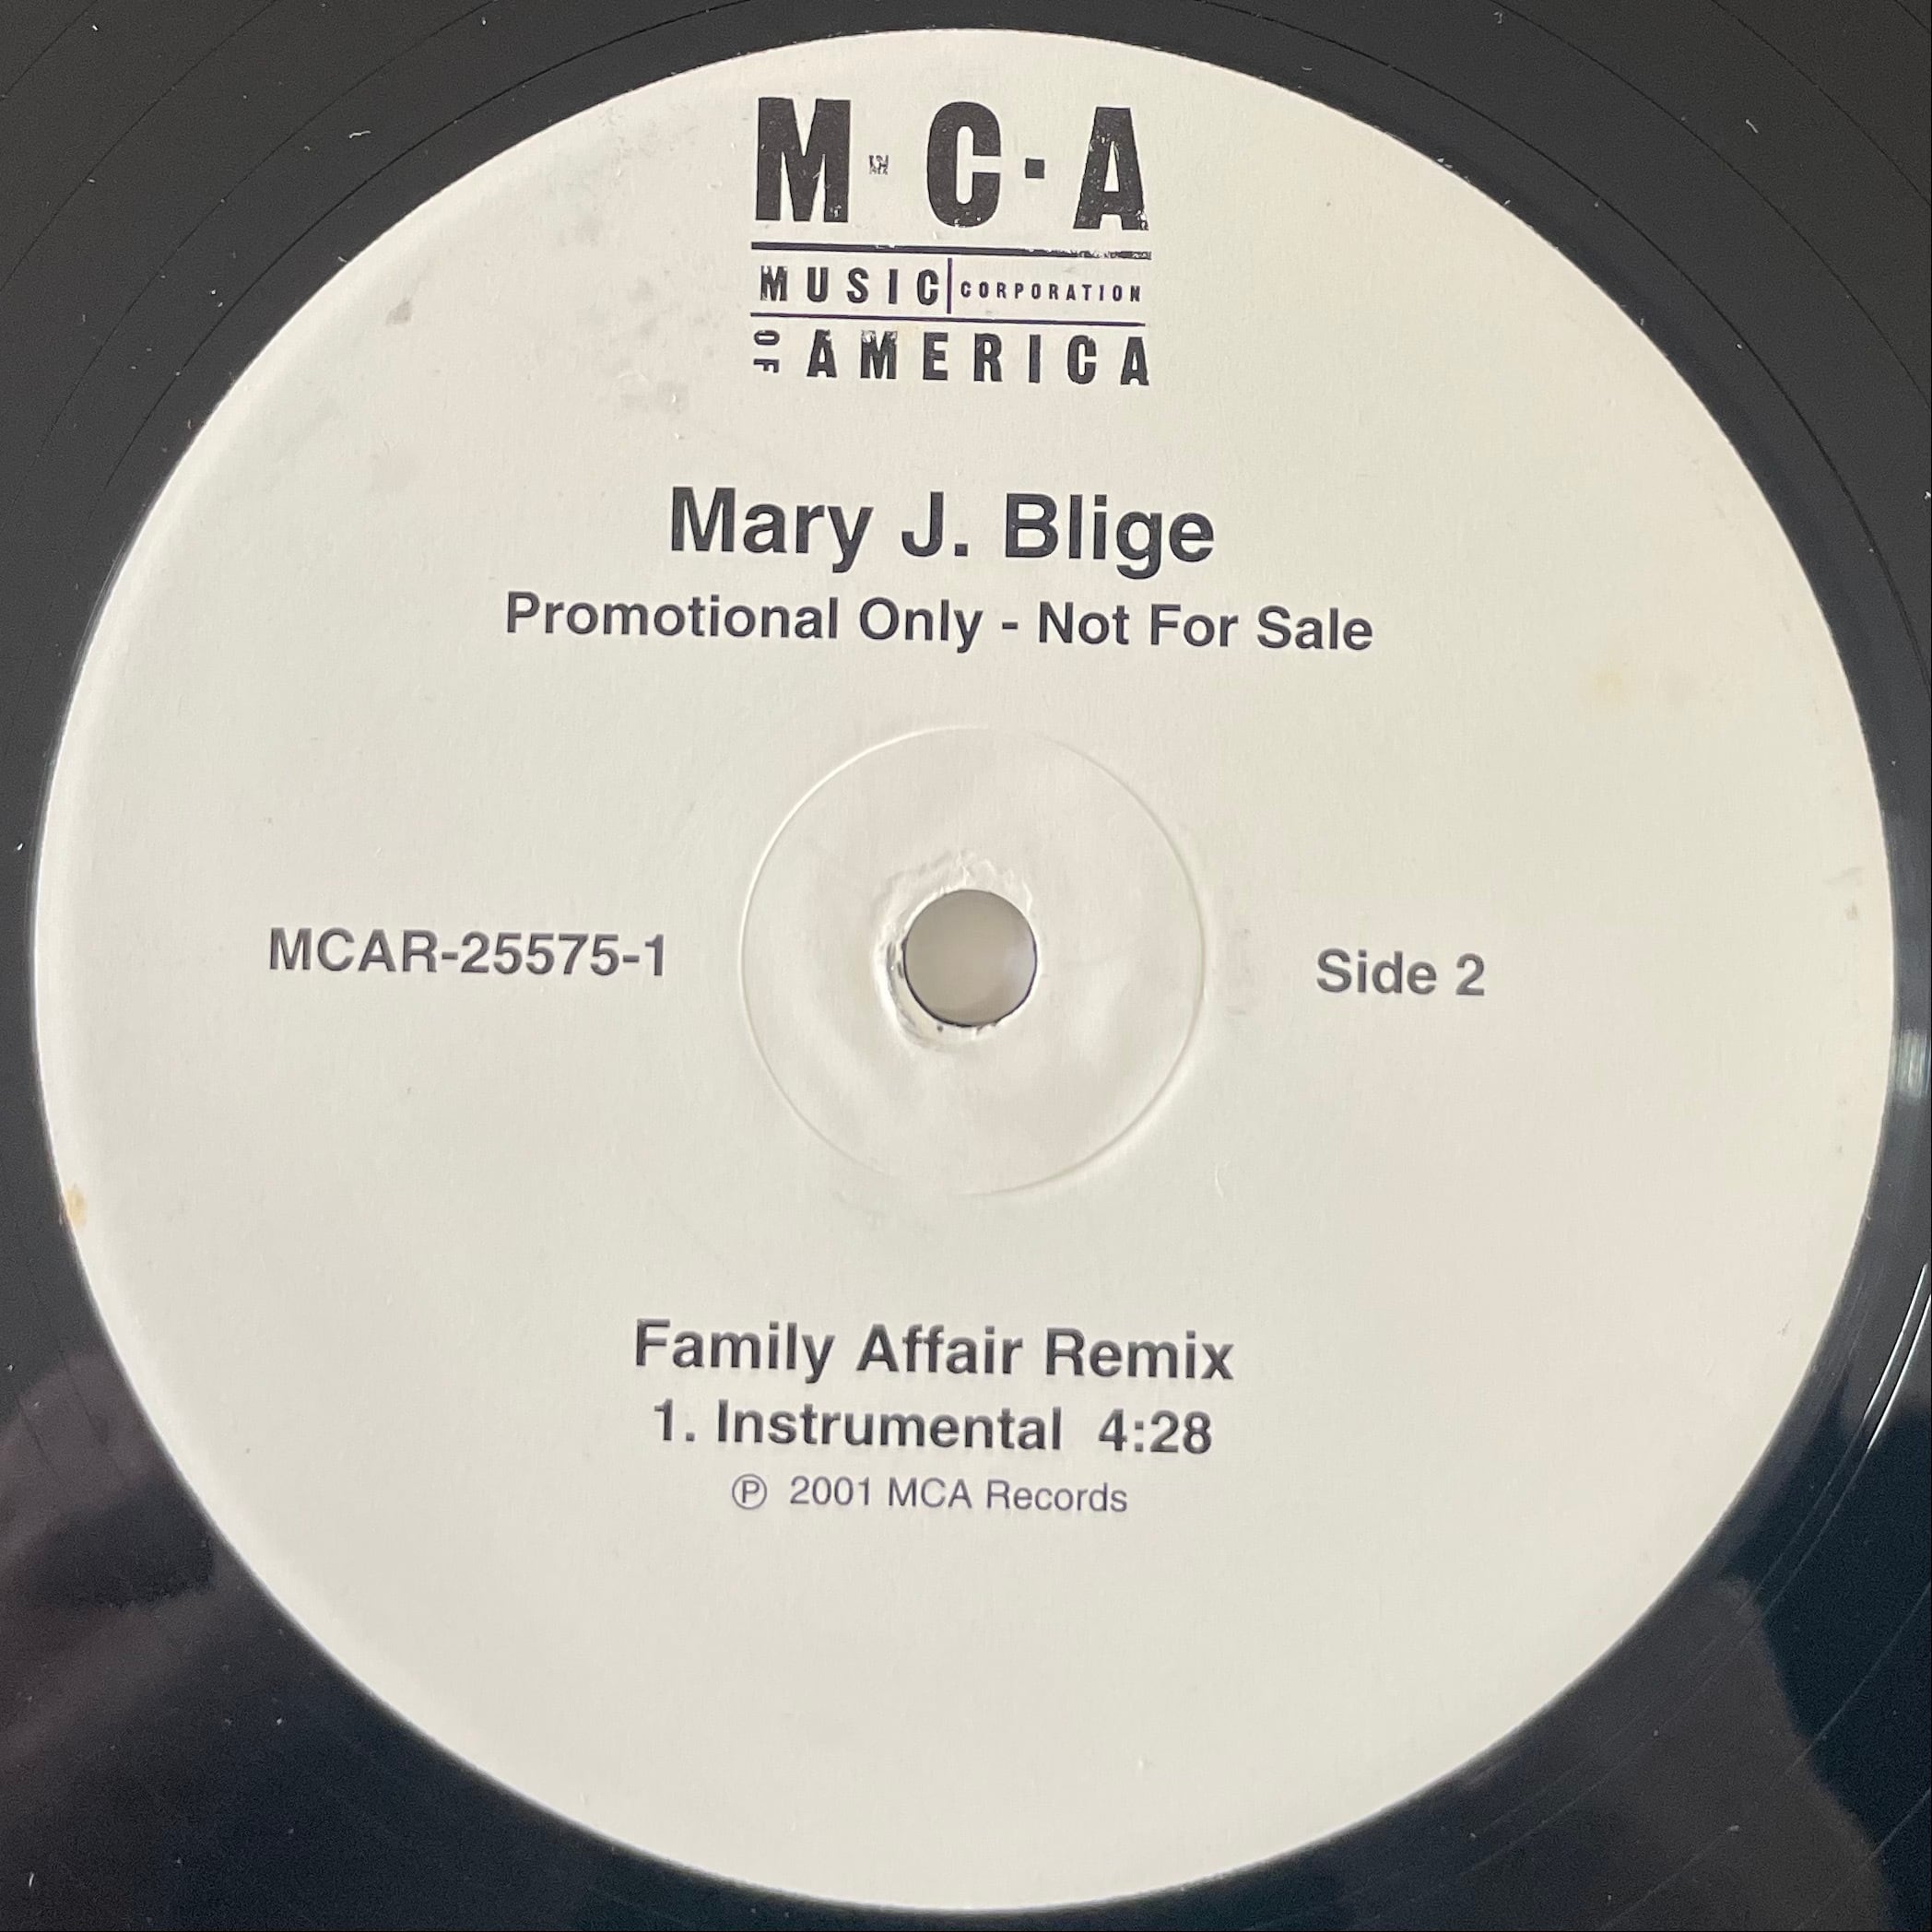 M·C·A
MUSIC CORPORATION
OF AMERICA
Mary J. Blige
Promotional Only - Not For Sale
MCAR-25575-1
Side 2
Family Affair Remix
1. Instrumental 4:28
℗ 2001 MCA Records